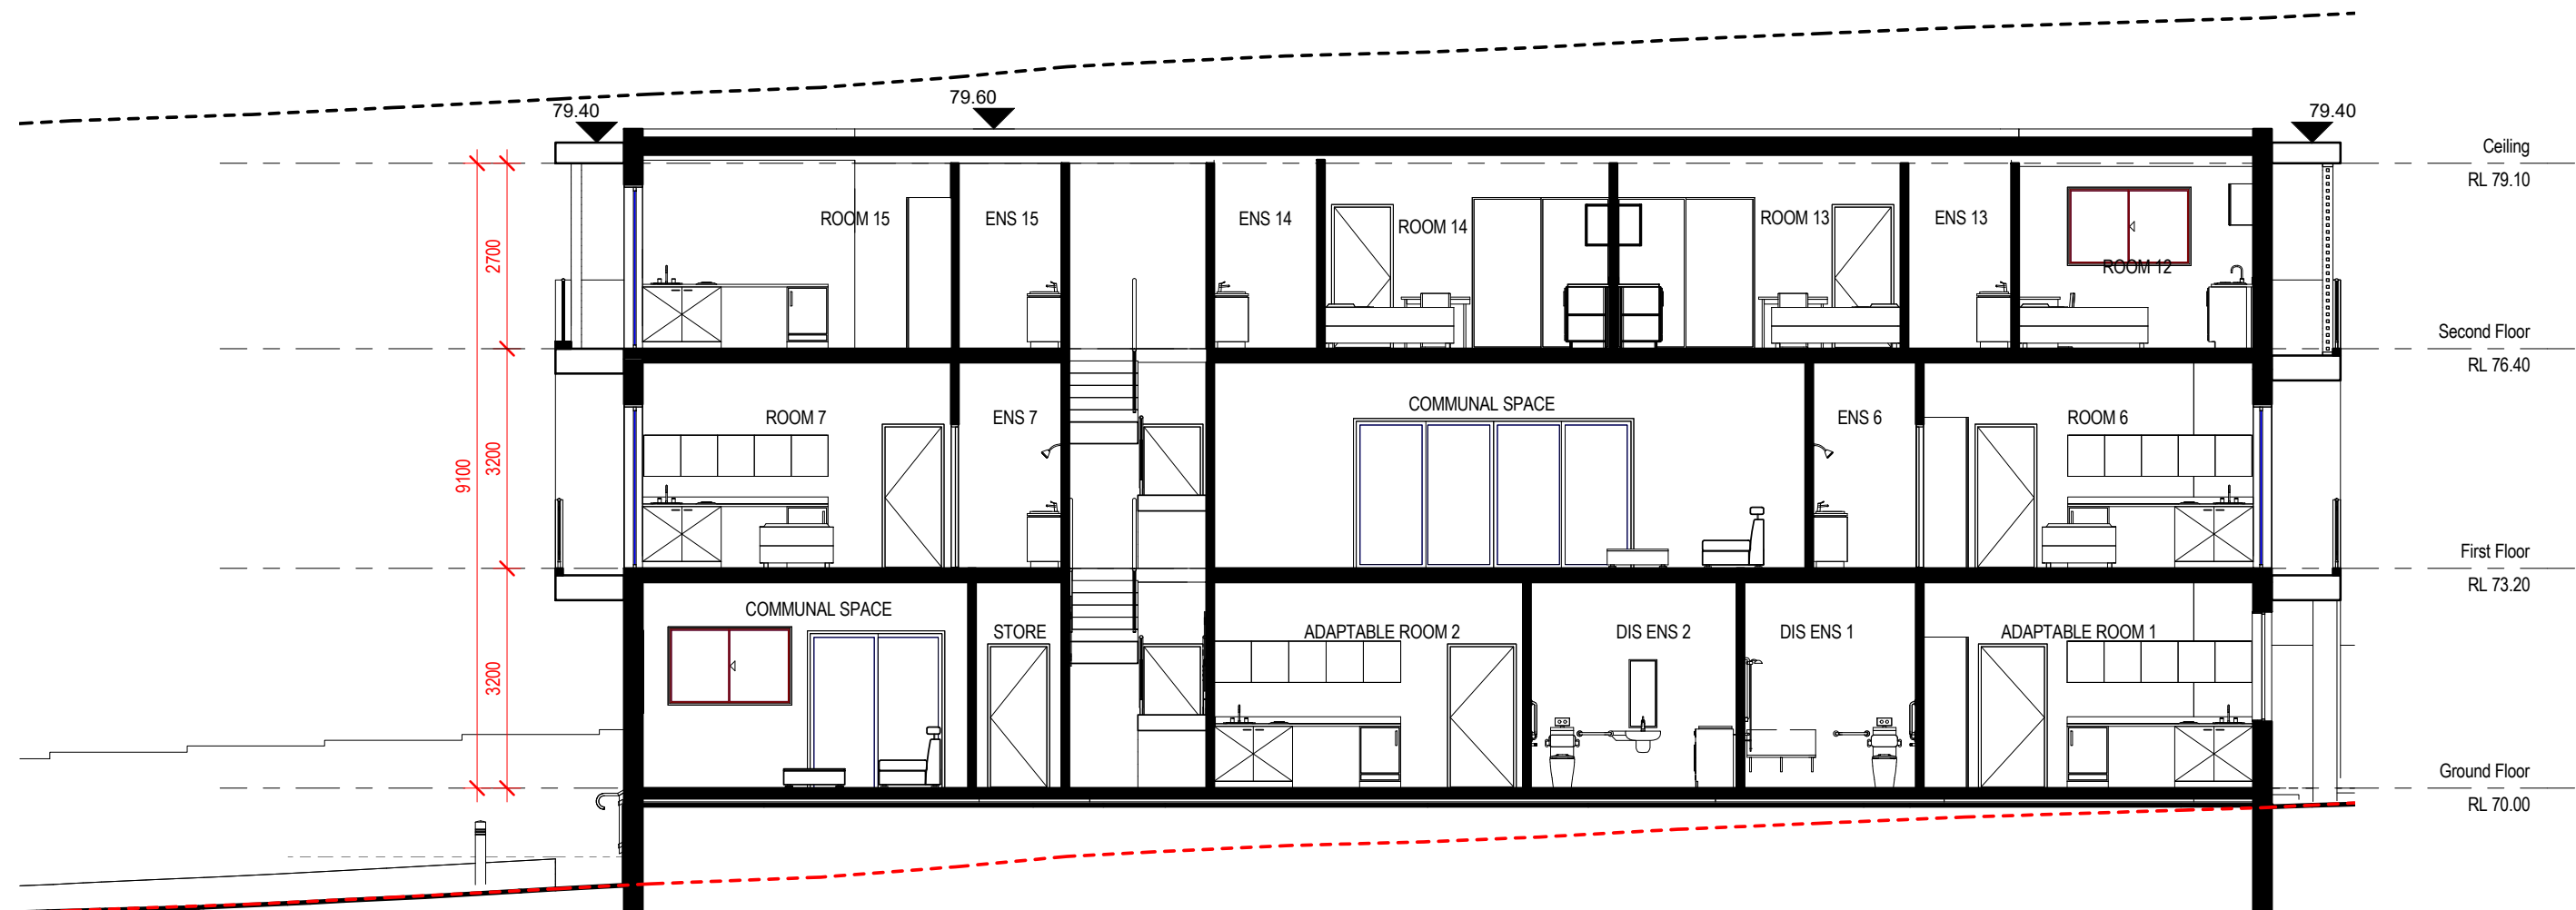 79.40
79.60
79.40
Ceiling
RL 79.10
ROOM 15
ENS 15
ENS 14
ROOM 14
ROOM 13
ENS 13
ROOM 12
2700
Second Floor
RL 76.40
ROOM 7
ENS 7
COMMUNAL SPACE
ENS 6
ROOM 6
3200
9100
First Floor
RL 73.20
COMMUNAL SPACE
STORE
ADAPTABLE ROOM 2
DIS ENS 2
DIS ENS 1
ADAPTABLE ROOM 1
3200
Ground Floor
RL 70.00